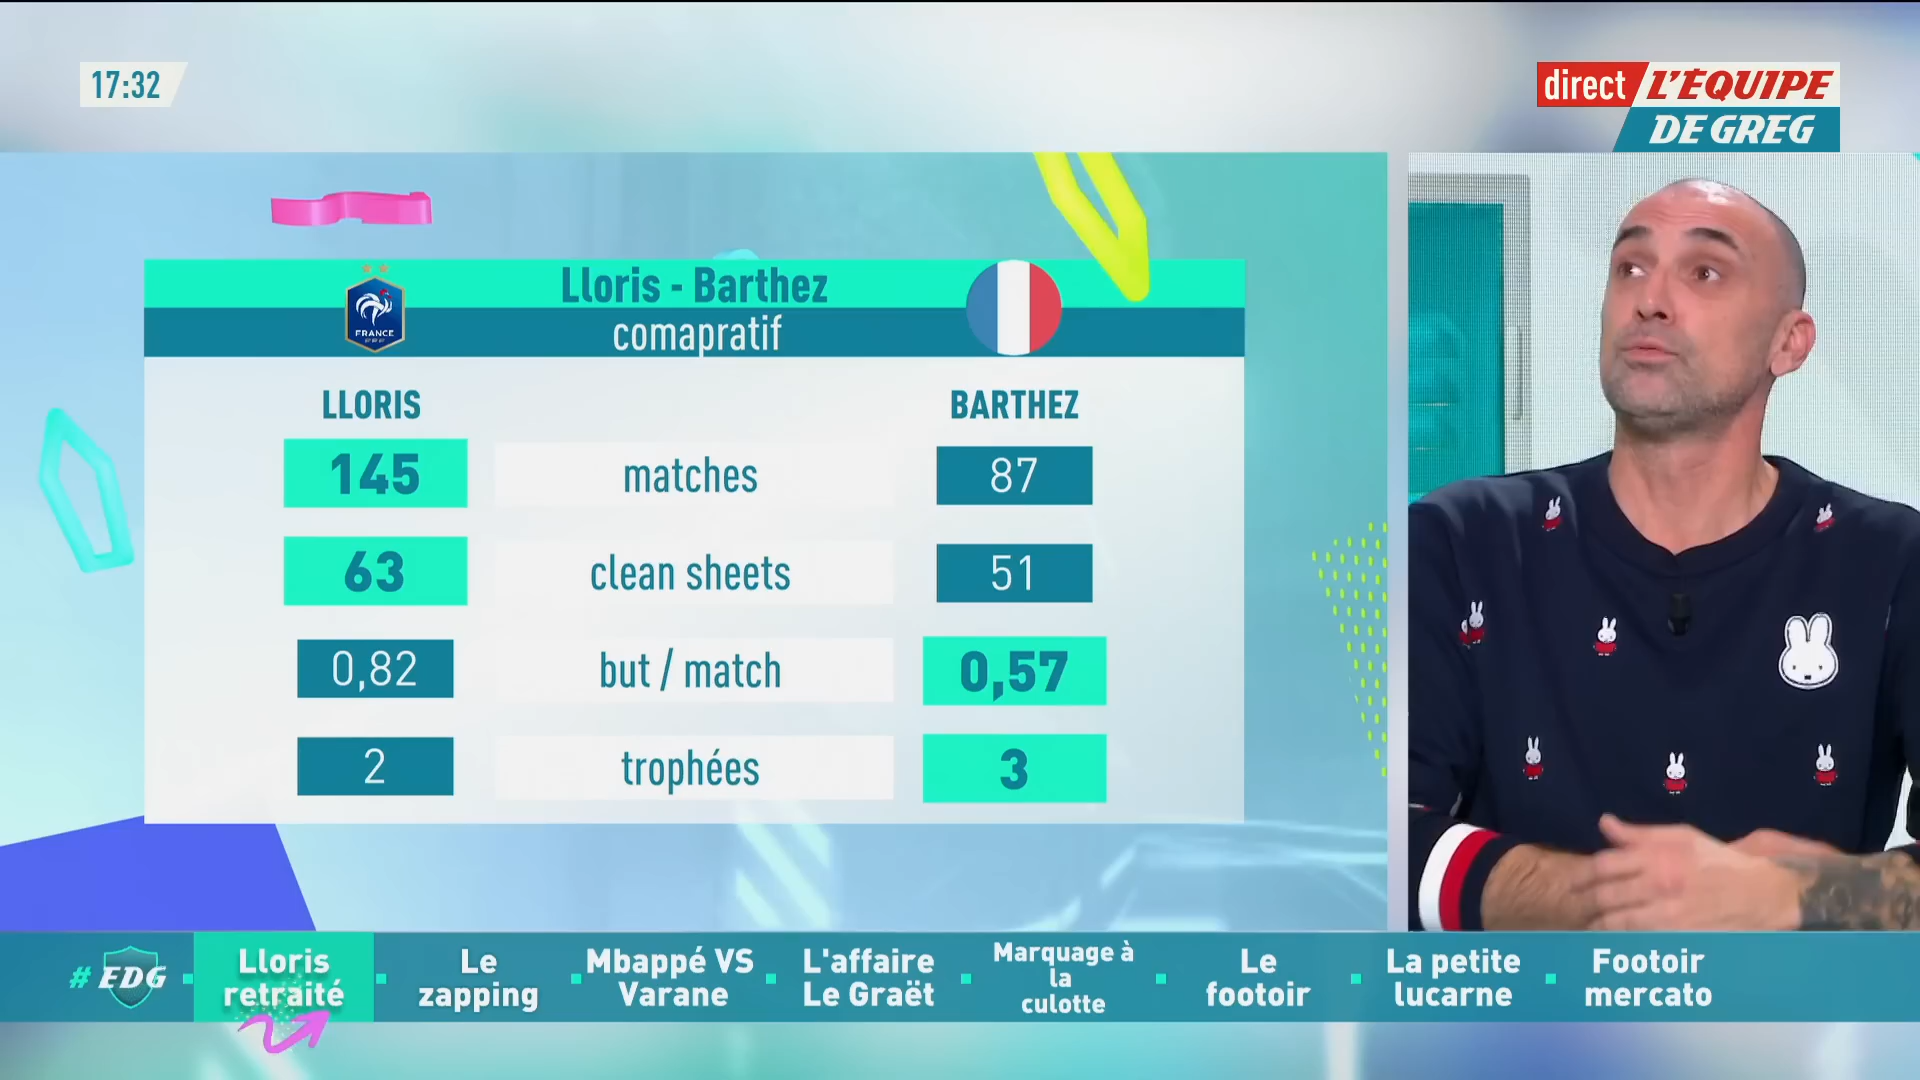 17:32
direct L'ÉQUIPE
DE GREG
Lloris - Barthez
comapratif
FRANCE
LLORIS
BARTHEZ
145 matches 87
63 clean sheets 51
0,82 but / match 0,57
2 trophées 3
# EDG
Lloris
retraité
Le
zapping
Mbappé VS
Varane
L'affaire
Le Graët
Marquage à
la
culotte
Le
footoir
La petite
lucarne
Footoir
mercato